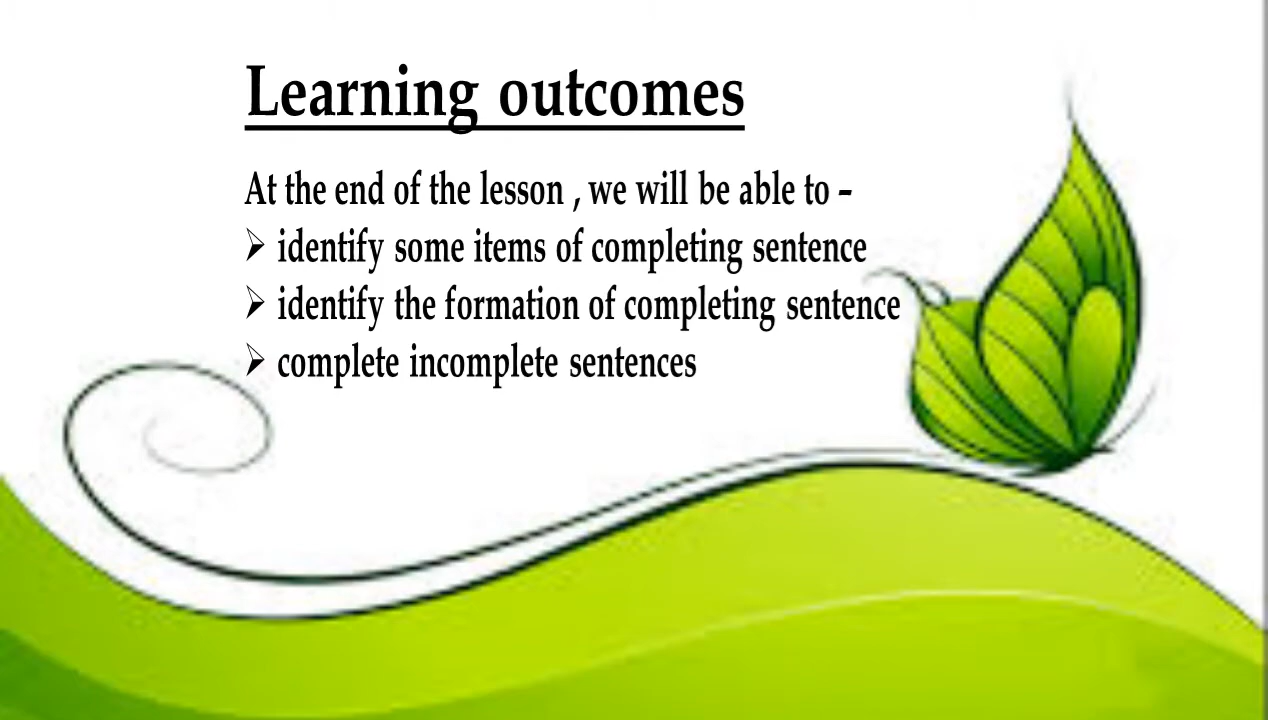 Learning outcomes
At the end of the lesson , we will be able to –
➢ identify some items of completing sentence
➢ identify the formation of completing sentence
➢ complete incomplete sentences